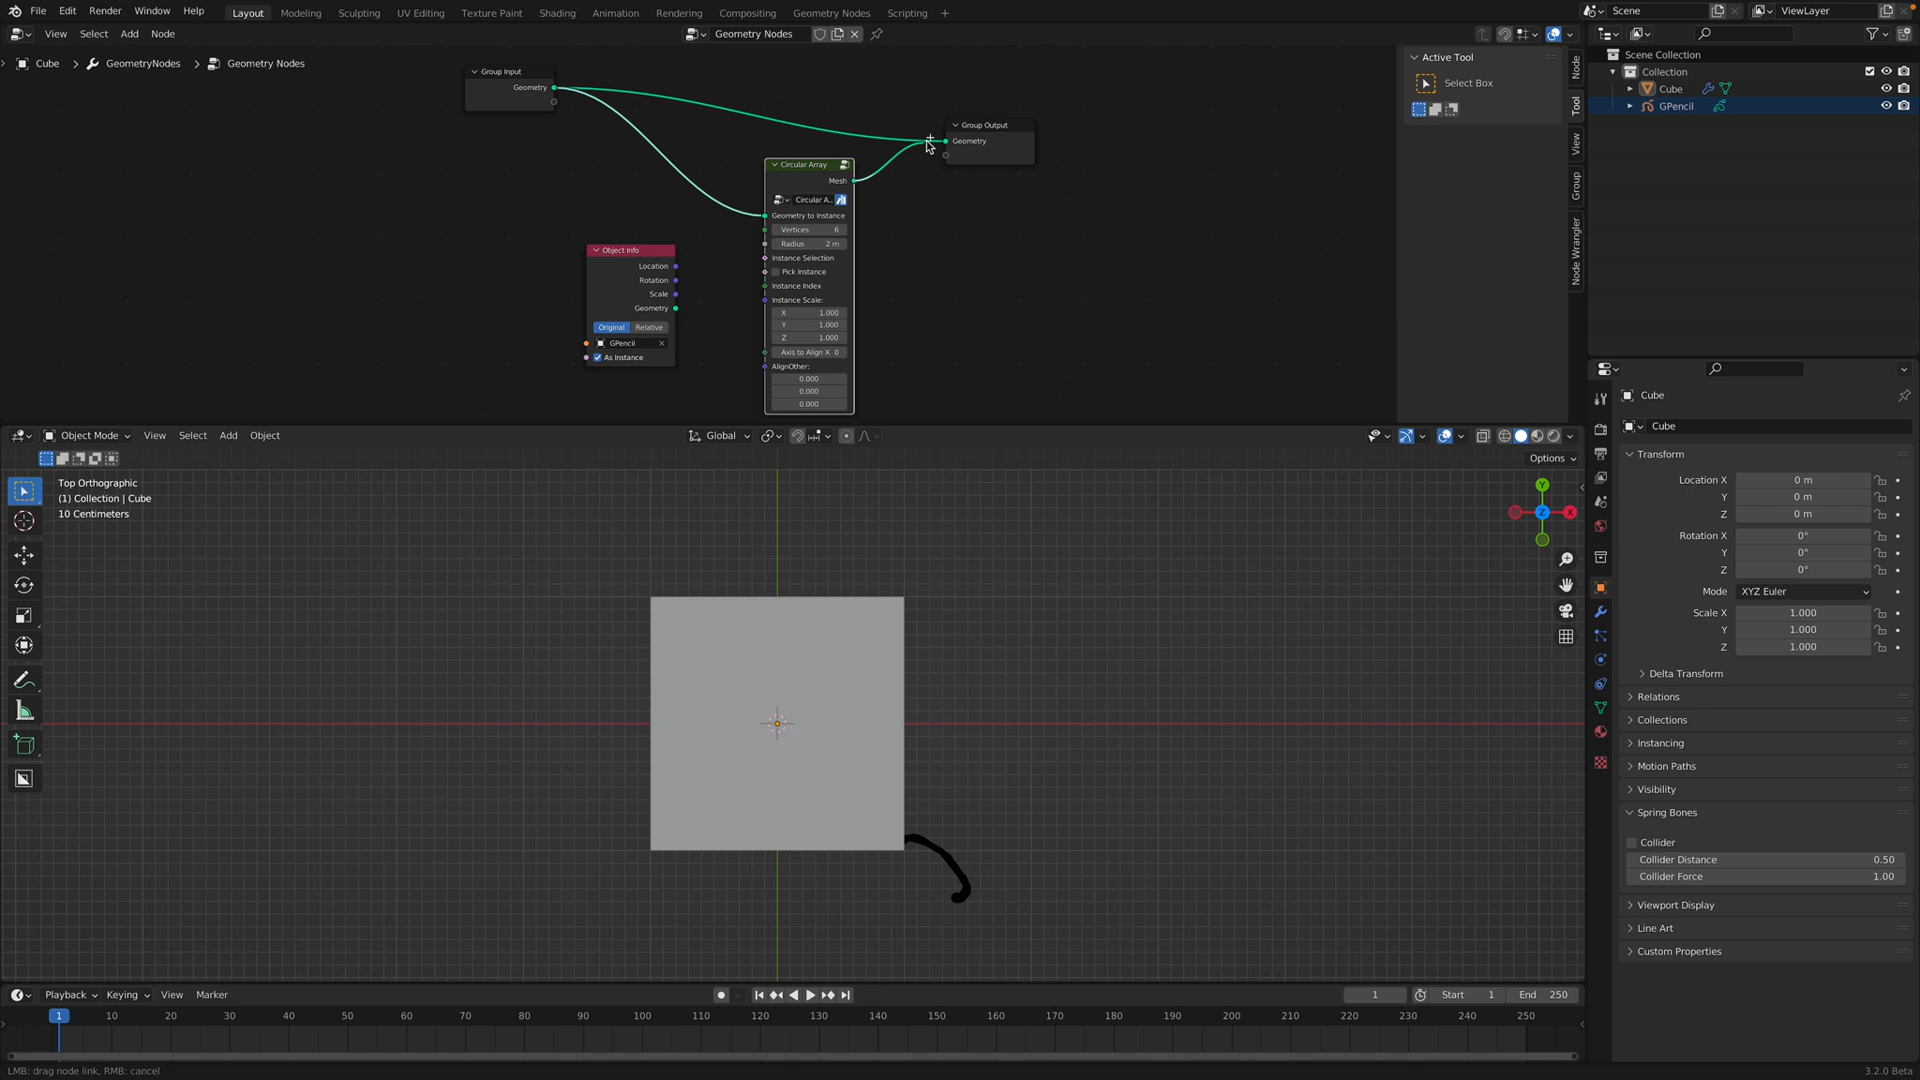 File Edit Render Window Help Layout Modeling Sculpting UV Editing Texture Paint Shading Animation Rendering Compositing Geometry Nodes Scripting + Scene ViewLayer
View Select Add Node Geometry Nodes
Cube GeometryNodes Geometry Nodes
Group Input
Geometry
Group Output
Geometry
Circular Array
Mesh
Circular A...
Geometry to Instance
Vertices 6
Radius 2 m
Instance Selection
Pick Instance
Instance Index
Instance Scale:
X 1.000
Y 1.000
Z 1.000
Axis to Align X 0
AlignOther:
0.000
0.000
0.000
Object Info
Location
Rotation
Scale
Geometry
Original Relative
GPencil
As Instance
Active Tool
Select Box
Node
Tool
View
Group
Node Wrangler
Scene Collection
Collection
Cube
GPencil
Object Mode View Select Add Object Global
Options
Top Orthographic
(1) Collection | Cube
10 Centimeters
Y
Z X
Cube
Cube
Transform
Location X 0 m
Y 0 m
Z 0 m
Rotation X 0°
Y 0°
Z 0°
Mode XYZ Euler
Scale X 1.000
Y 1.000
Z 1.000
Delta Transform
Relations
Collections
Instancing
Motion Paths
Visibility
Spring Bones
Collider
Collider Distance 0.50
Collider Force 1.00
Viewport Display
Line Art
Custom Properties
Playback Keying View Marker 1 Start 1 End 250
1 10 20 30 40 50 60 70 80 90 100 110 120 130 140 150 160 170 180 190 200 210 220 230 240 250
LMB: drag node link, RMB: cancel 3.2.0 Beta